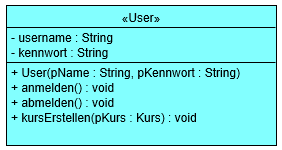 «User»
- username : String
- kennwort : String
+ User(pName : String, pKennwort : String)
+ anmelden() : void
+ abmelden() : void
+ kursErstellen(pKurs : Kurs) : void